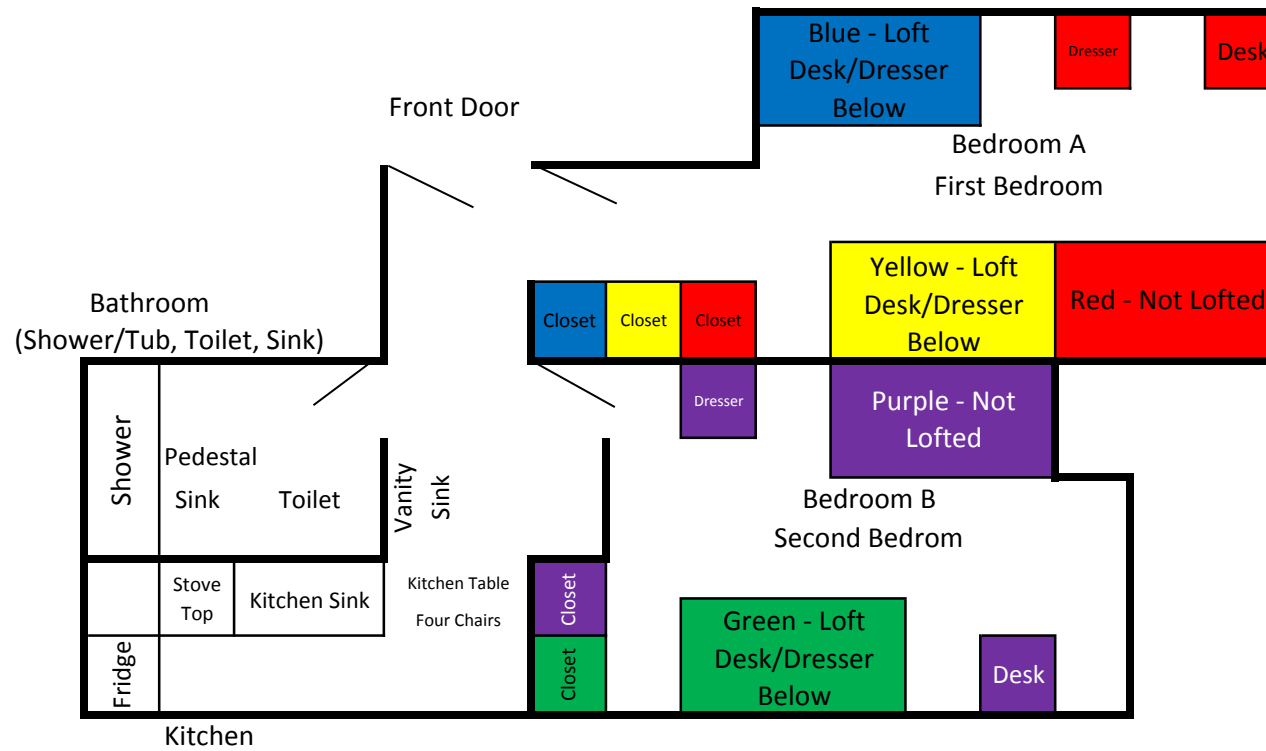 Blue - Loft
Desk/Dresser
Below
Dresser
Desk
Front Door
Bedroom A
First Bedroom
Yellow - Loft
Desk/Dresser
Below
Red - Not Lofted
Bathroom
(Shower/Tub, Toilet, Sink)
Closet
Closet
Closet
Dresser
Purple - Not
Lofted
Shower
Pedestal
Sink
Toilet
Vanity
Sink
Bedroom B
Second Bedrom
Stove
Top
Kitchen Sink
Kitchen Table
Four Chairs
Closet
Green - Loft
Desk/Dresser
Below
Fridge
Closet
Desk
Kitchen